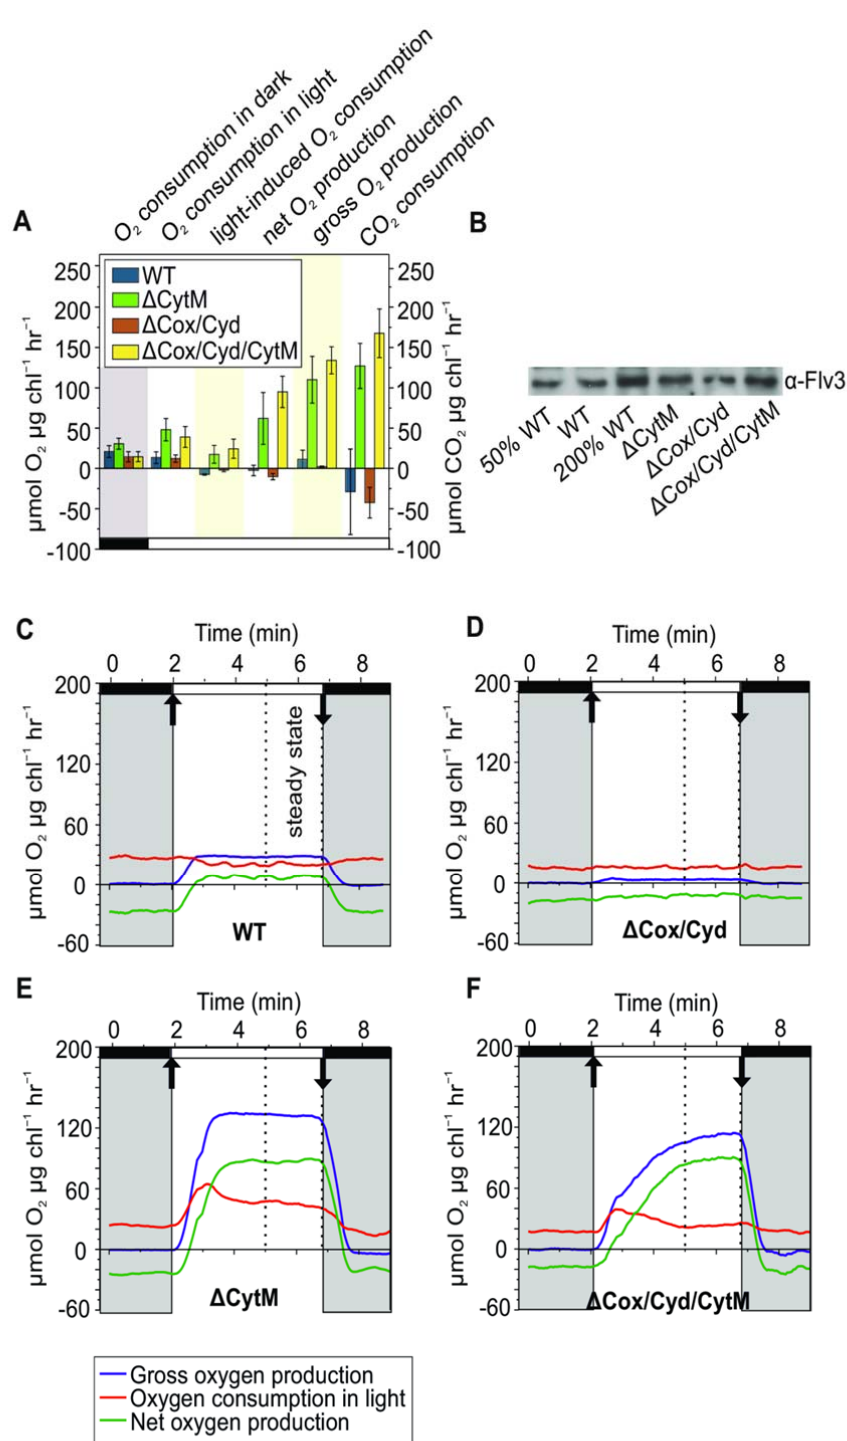 O₂ consumption in dark
O₂ consumption in light
light-induced O₂ consumption
net O₂ production
gross O₂ production
CO₂ consumption
A
250
200
150
100
50
0
-50
-100
μmol O₂ μg chl⁻¹ hr⁻¹
WT
ΔCytM
ΔCox/Cyd
ΔCox/Cyd/CytM
250
200
150
100
50
0
-50
-100
μmol CO₂ μg chl⁻¹ hr⁻¹
B
α-Flv3
50% WT
WT
200% WT
ΔCytM
ΔCox/Cyd
ΔCox/Cyd/CytM
C
Time (min)
0 2 4 6 8
200
120
60
0
-60
μmol O₂ μg chl⁻¹ hr⁻¹
steady state
WT
D
Time (min)
0 2 4 6 8
200
120
60
0
-60
μmol O₂ μg chl⁻¹ hr⁻¹
ΔCox/Cyd
E
Time (min)
0 2 4 6 8
200
120
60
0
-60
μmol O₂ μg chl⁻¹ hr⁻¹
ΔCytM
F
Time (min)
0 2 4 6 8
200
120
60
0
-60
μmol O₂ μg chl⁻¹ hr⁻¹
ΔCox/Cyd/CytM
Gross oxygen production
Oxygen consumption in light
Net oxygen production